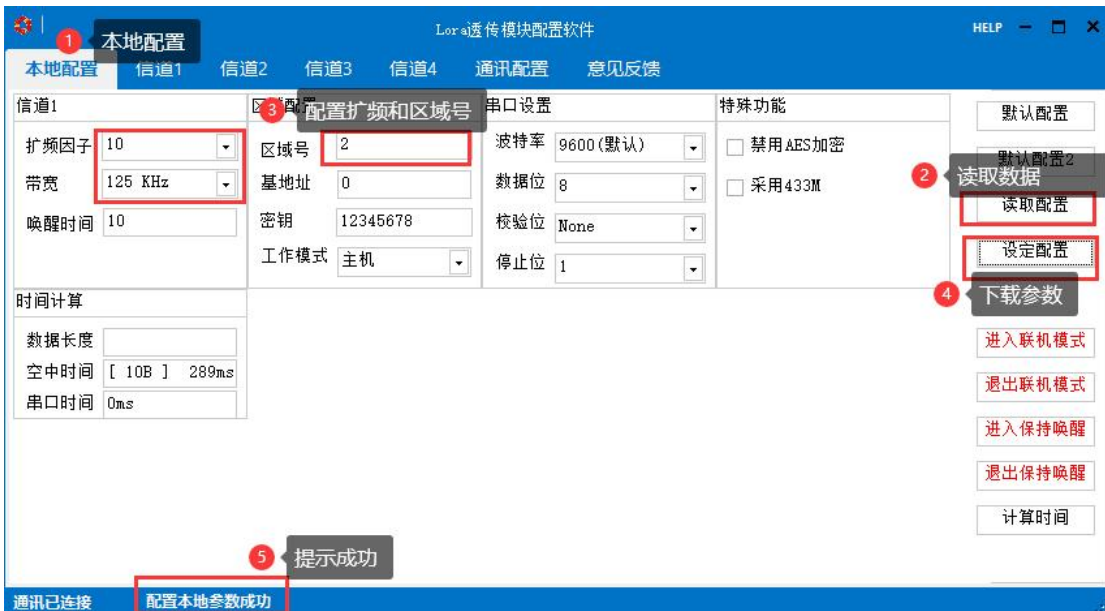 Lora透传模块配置软件
HELP
1 本地配置
本地配置 信道1 信道2 信道3 信道4 通讯配置 意见反馈
信道1
扩频因子 10
带宽 125 KHz
唤醒时间 10
3 配置扩频和区域号
区域号 2
基地址 0
密钥 12345678
工作模式 主机
串口设置
波特率 9600(默认)
数据位 8
校验位 None
停止位 1
特殊功能
禁用AES加密
采用433M
默认配置
默认配置2
2 读取数据
读取配置
设定配置
4 下载参数
进入联机模式
退出联机模式
进入保持唤醒
退出保持唤醒
计算时间
时间计算
数据长度
空中时间 [ 10B ] 289ms
串口时间 0ms
5 提示成功
通讯已连接 配置本地参数成功